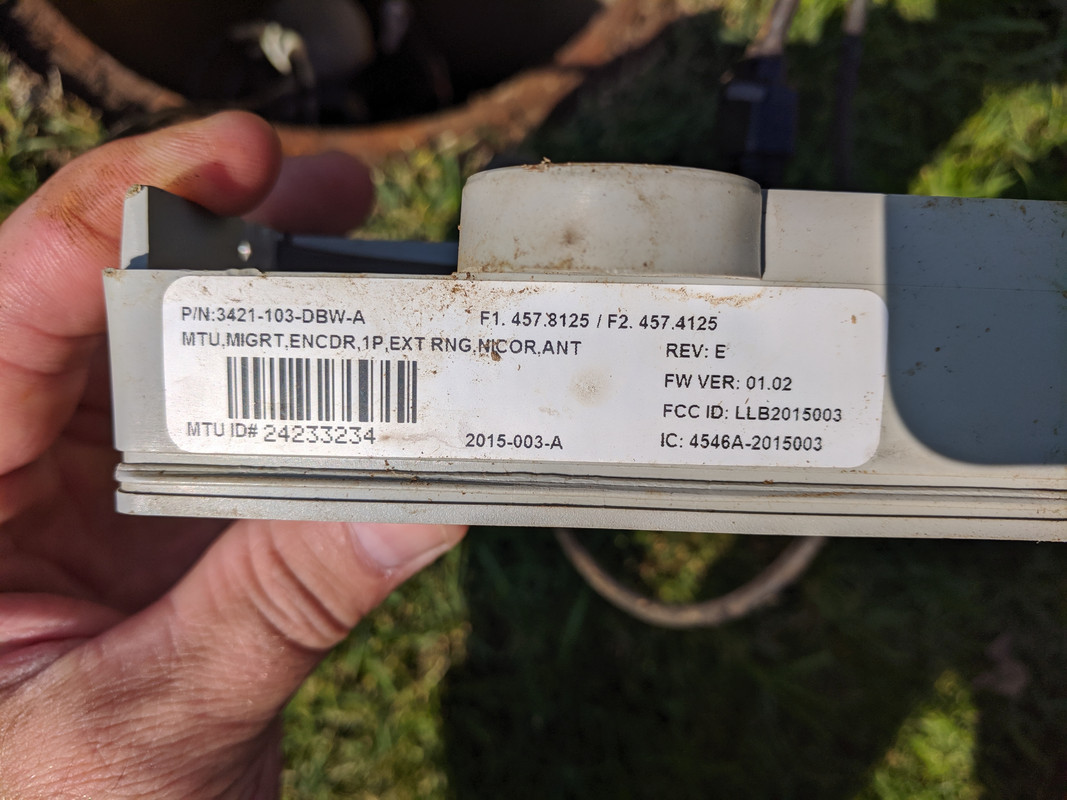 P/N:3421-103-DBW-A F1. 457.8125 / F2. 457.4125
MTU,MIGRT,ENCDR,1P,EXT RNG,NICOR,ANT
REV: E
FW VER: 01.02
FCC ID: LLB2015003
MTU ID# 24233234 2015-003-A IC: 4546A-2015003